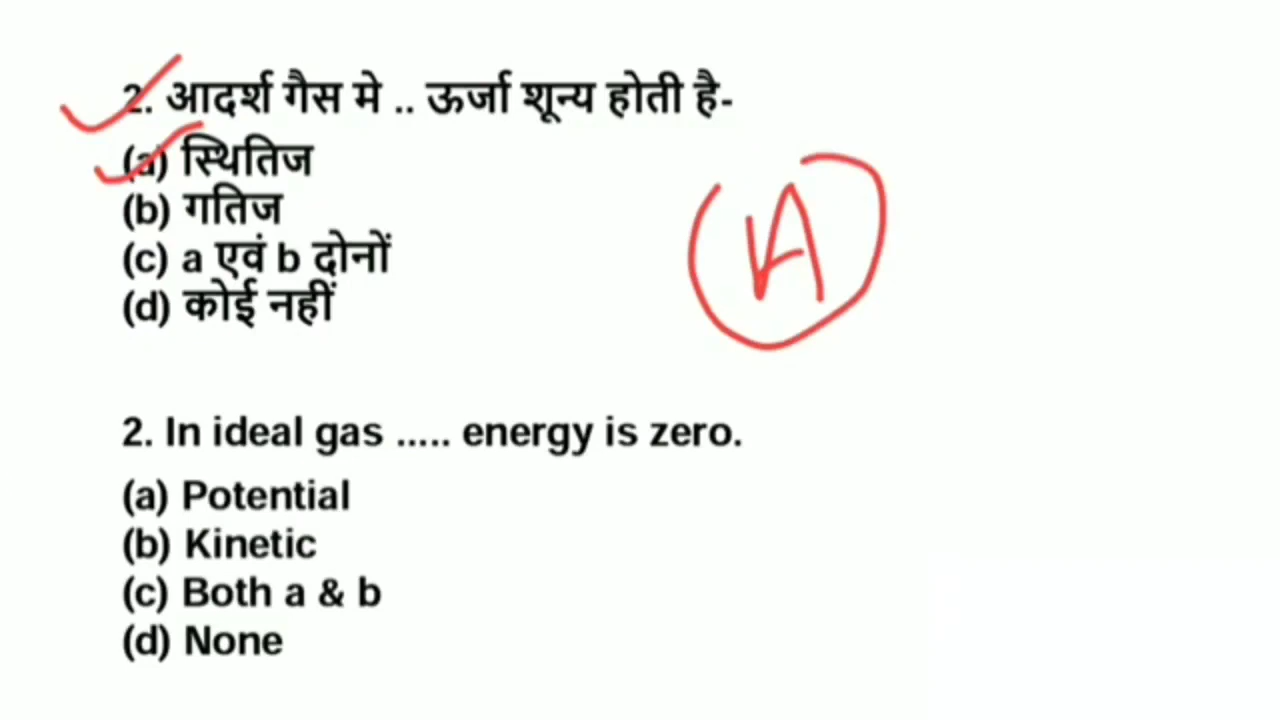 2. आदर्श गैस मे .. ऊर्जा शून्य होती है-
(a) स्थितिज
(b) गतिज
(c) a एवं b दोनों
(d) कोई नहीं
A
2. In ideal gas ..... energy is zero.
(a) Potential
(b) Kinetic
(c) Both a & b
(d) None